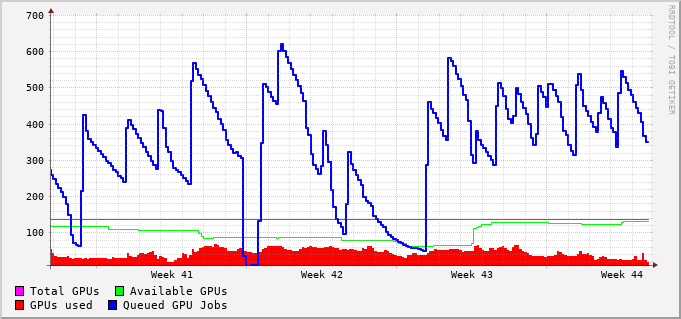 700
600
500
400
300
200
100
Week 41 Week 42 Week 43 Week 44
Total GPUs Available GPUs
GPUs used Queued GPU Jobs
RRDTOOL / TOBI OETIKER